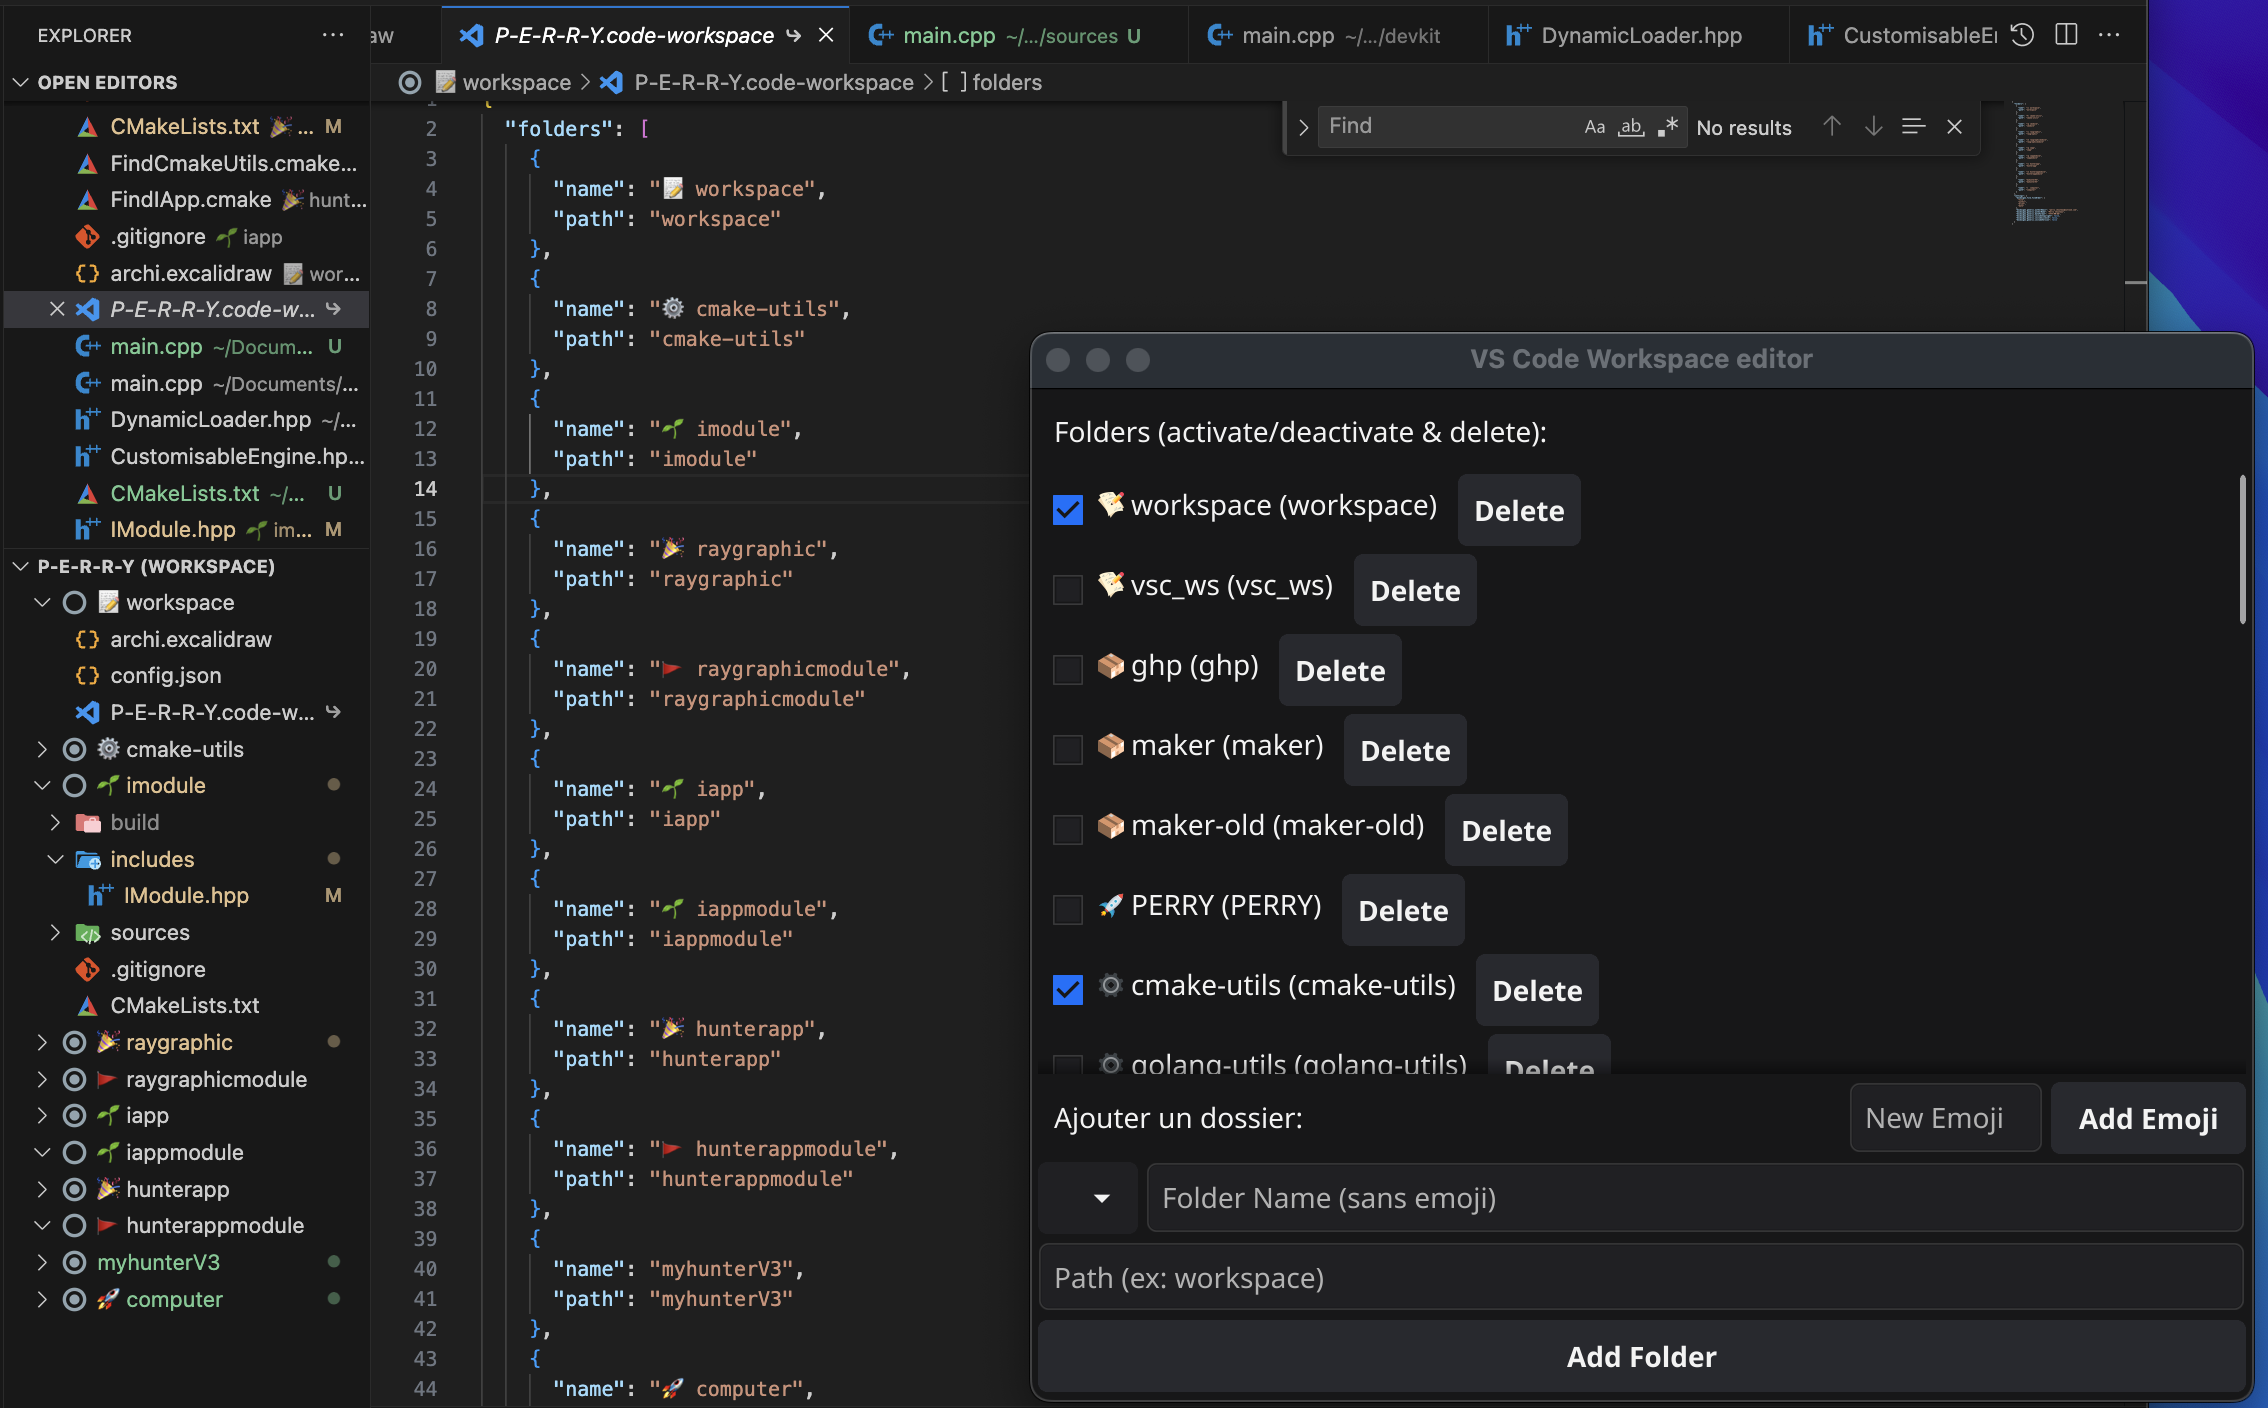 EXPLORER
OPEN EDITORS
CMakeLists.txt 🎉 ... M
FindCmakeUtils.cmake...
FindIApp.cmake 🎉 hunt...
.gitignore 🌱 iapp
archi.excalidraw 📝 wor...
P-E-R-R-Y.code-w...
main.cpp ~/Docum... U
main.cpp ~/Documents/...
DynamicLoader.hpp ~/...
CustomisableEngine.hp...
CMakeLists.txt ~/... U
IModule.hpp 🌱 im... M
P-E-R-R-Y (WORKSPACE)
📝 workspace
archi.excalidraw
config.json
P-E-R-R-Y.code-w...
⚙️ cmake-utils
🌱 imodule
build
includes
IModule.hpp M
sources
.gitignore
CMakeLists.txt
🎉 raygraphic
🚩 raygraphicmodule
🌱 iapp
🌱 iappmodule
🎉 hunterapp
🚩 hunterappmodule
myhunterV3
🚀 computer
aw
P-E-R-R-Y.code-workspace
main.cpp ~/.../sources U
main.cpp ~/.../devkit
DynamicLoader.hpp
CustomisableE
📝 workspace > P-E-R-R-Y.code-workspace > [ ] folders
Find Aa ab .* No results
1 {
2 "folders": [
3 {
4 "name": "📝 workspace",
5 "path": "workspace"
6 },
7 {
8 "name": "⚙️ cmake-utils",
9 "path": "cmake-utils"
10 },
11 {
12 "name": "🌱 imodule",
13 "path": "imodule"
14 },
15 {
16 "name": "🎉 raygraphic",
17 "path": "raygraphic"
18 },
19 {
20 "name": "🚩 raygraphicmodule",
21 "path": "raygraphicmodule"
22 },
23 {
24 "name": "🌱 iapp",
25 "path": "iapp"
26 },
27 {
28 "name": "🌱 iappmodule",
29 "path": "iappmodule"
30 },
31 {
32 "name": "🎉 hunterapp",
33 "path": "hunterapp"
34 },
35 {
36 "name": "🚩 hunterappmodule",
37 "path": "hunterappmodule"
38 },
39 {
40 "name": "myhunterV3",
41 "path": "myhunterV3"
42 },
43 {
44 "name": "🚀 computer",
VS Code Workspace editor
Folders (activate/deactivate & delete):
📝 workspace (workspace) Delete
📝 vsc_ws (vsc_ws) Delete
📦 ghp (ghp) Delete
📦 maker (maker) Delete
📦 maker-old (maker-old) Delete
🚀 PERRY (PERRY) Delete
⚙️ cmake-utils (cmake-utils) Delete
⚙️ golang-utils (golang-utils) Delete
Ajouter un dossier: New Emoji Add Emoji
Folder Name (sans emoji)
Path (ex: workspace)
Add Folder